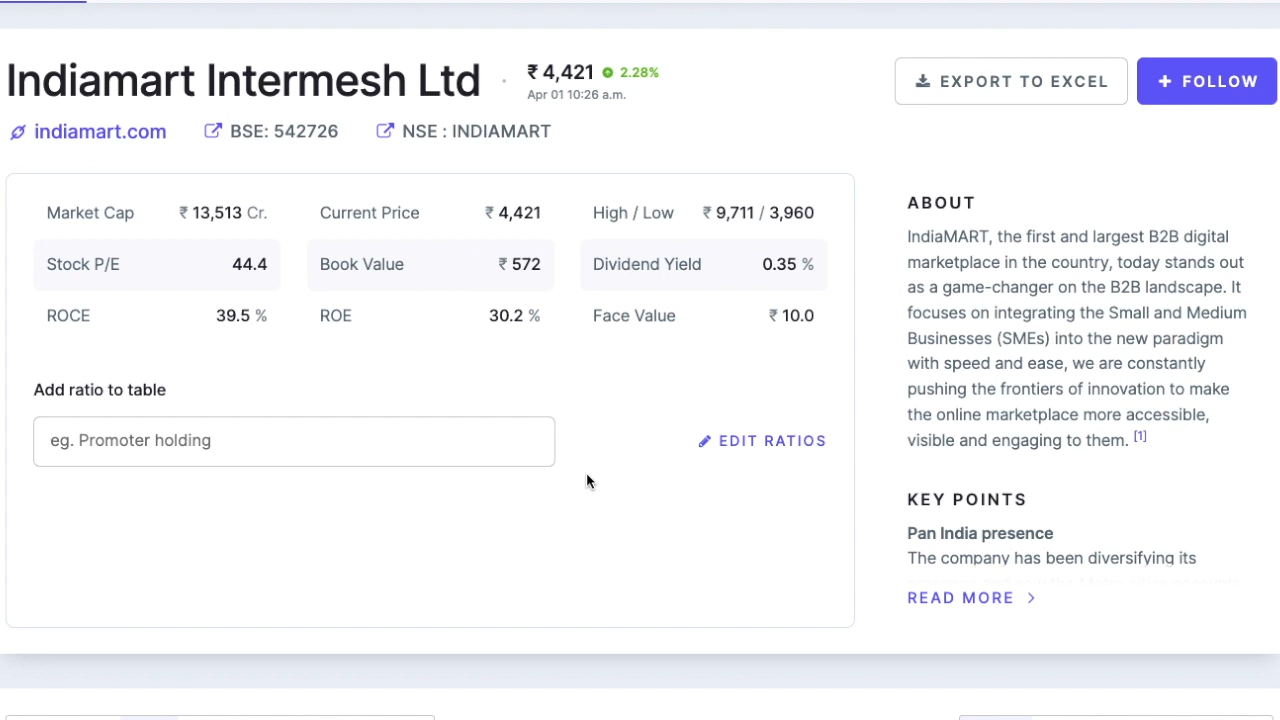 Indiamart Intermesh Ltd
₹ 4,421 2.28%
Apr 01 10:26 a.m.
EXPORT TO EXCEL
+ FOLLOW
indiamart.com
BSE: 542726
NSE : INDIAMART
Market Cap ₹ 13,513 Cr.
Current Price ₹ 4,421
High / Low ₹ 9,711 / 3,960
Stock P/E 44.4
Book Value ₹ 572
Dividend Yield 0.35 %
ROCE 39.5 %
ROE 30.2 %
Face Value ₹ 10.0
Add ratio to table
eg. Promoter holding
EDIT RATIOS
ABOUT
IndiaMART, the first and largest B2B digital
marketplace in the country, today stands out
as a game-changer on the B2B landscape. It
focuses on integrating the Small and Medium
Businesses (SMEs) into the new paradigm
with speed and ease, we are constantly
pushing the frontiers of innovation to make
the online marketplace more accessible,
visible and engaging to them. [1]
KEY POINTS
Pan India presence
The company has been diversifying its
READ MORE